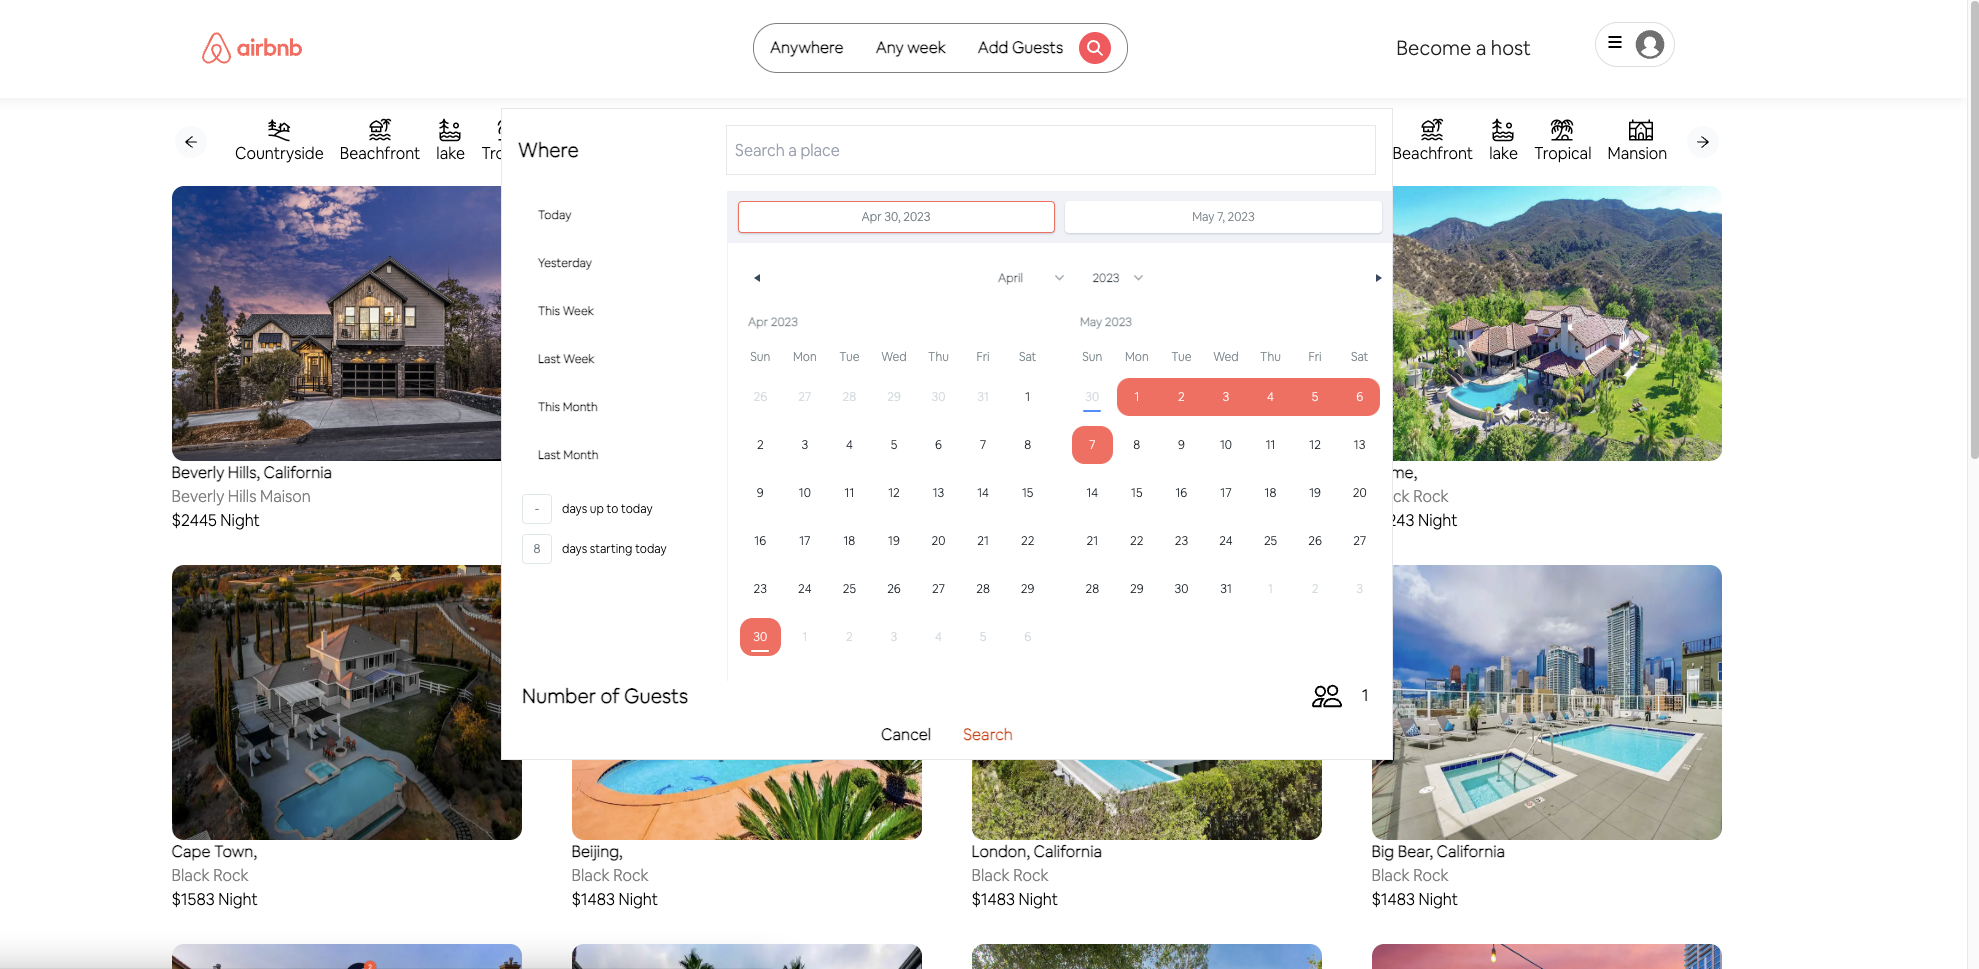 airbnb
Anywhere Any week Add Guests
Become a host
Countryside Beachfront lake
Beachfront lake Tropical Mansion
Where
Search a place
Today
Yesterday
This Week
Last Week
This Month
Last Month
- days up to today
8 days starting today
Apr 30, 2023 May 7, 2023
April 2023
Apr 2023
Sun Mon Tue Wed Thu Fri Sat
26 27 28 29 30 31 1
2 3 4 5 6 7 8
9 10 11 12 13 14 15
16 17 18 19 20 21 22
23 24 25 26 27 28 29
30 1 2 3 4 5 6
May 2023
Sun Mon Tue Wed Thu Fri Sat
30 1 2 3 4 5 6
7 8 9 10 11 12 13
14 15 16 17 18 19 20
21 22 23 24 25 26 27
28 29 30 31 1 2 3
Number of Guests 1
Cancel Search
Beverly Hills, California
Beverly Hills Maison
$2445 Night
me,
ck Rock
243 Night
Cape Town,
Black Rock
$1583 Night
Beijing,
Black Rock
$1483 Night
London, California
Black Rock
$1483 Night
Big Bear, California
Black Rock
$1483 Night